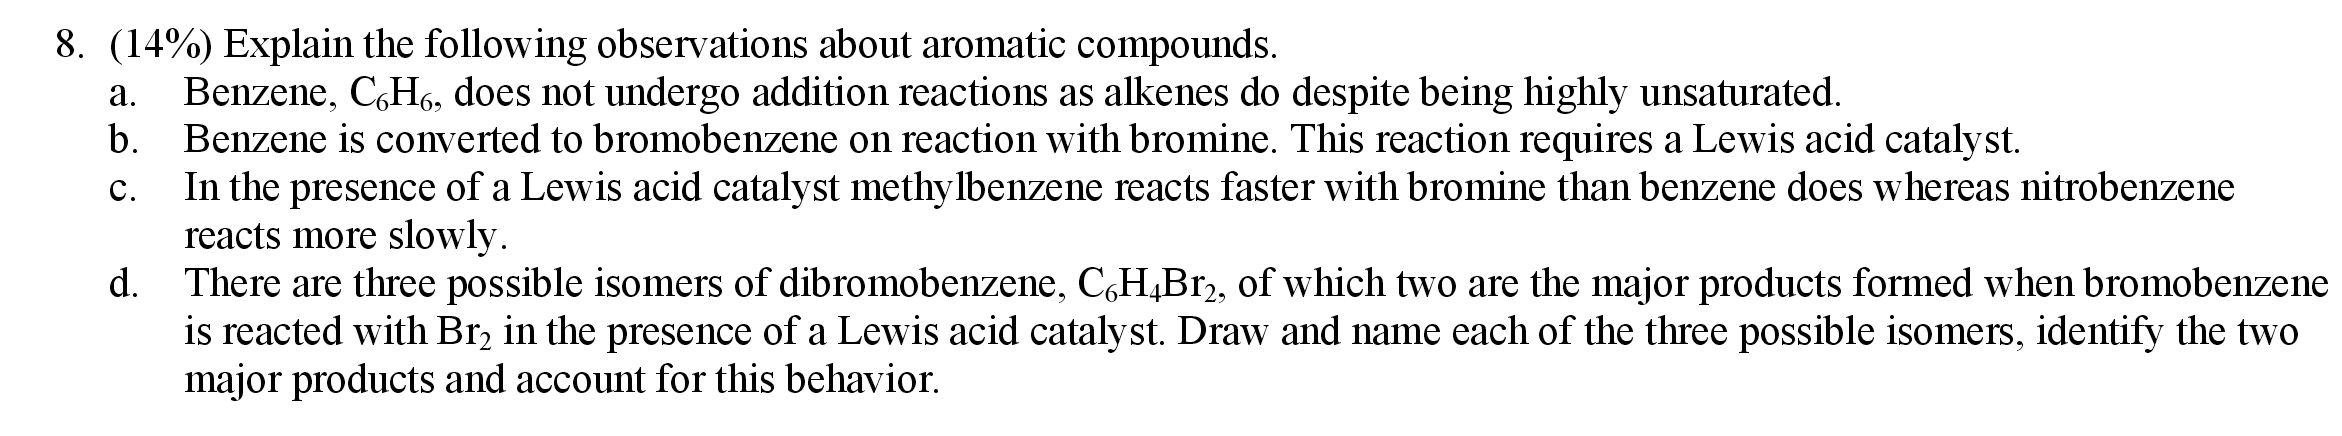 8. (14%) Explain the following observations about aromatic compounds.
a. Benzene, C₆H₆, does not undergo addition reactions as alkenes do despite being highly unsaturated.
b. Benzene is converted to bromobenzene on reaction with bromine. This reaction requires a Lewis acid catalyst.
c. In the presence of a Lewis acid catalyst methylbenzene reacts faster with bromine than benzene does whereas nitrobenzene
reacts more slowly.
d. There are three possible isomers of dibromobenzene, C₆H₄Br₂, of which two are the major products formed when bromobenzene
is reacted with Br₂ in the presence of a Lewis acid catalyst. Draw and name each of the three possible isomers, identify the two
major products and account for this behavior.